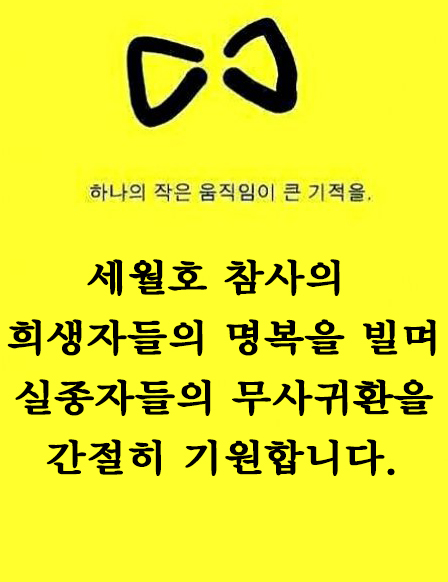 하나의 작은 움직임이 큰 기적을.
세월호 참사의
희생자들의 명복을 빌며
실종자들의 무사귀환을
간절히 기원합니다.